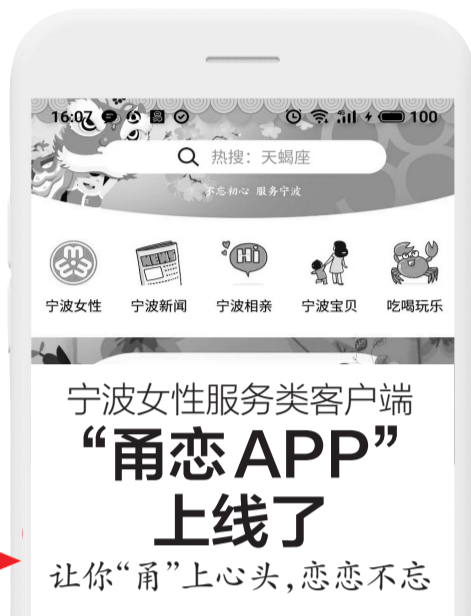 16:07 100
热搜：天蝎座
不忘初心 服务宁波
NEWS Hi
宁波女性 宁波新闻 宁波相亲 宁波宝贝 吃喝玩乐
宁波女性服务类客户端
“甬恋APP”
上线了
让你“甬”上心头，恋恋不忘